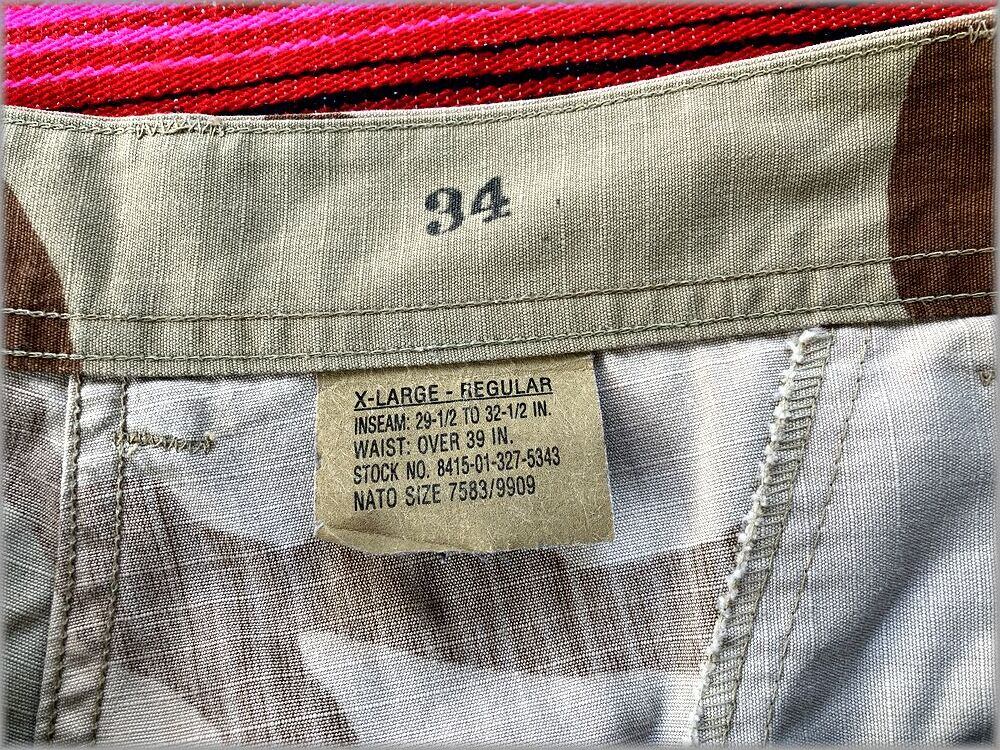 34
X-LARGE - REGULAR
INSEAM: 29-1/2 TO 32-1/2 IN.
WAIST: OVER 39 IN.
STOCK NO. 8415-01-327-5343
NATO SIZE 7583/9909